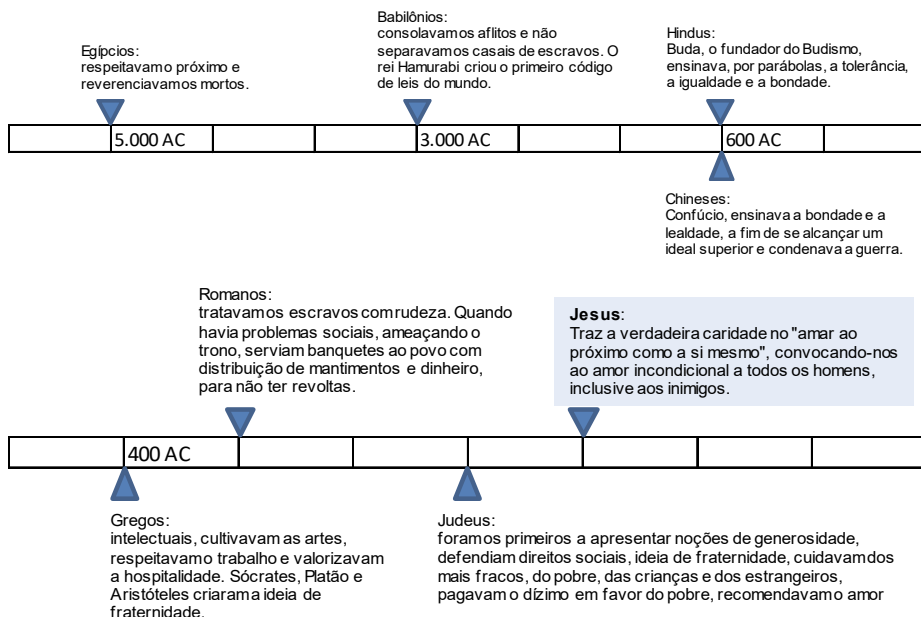 Egípcios:
respeitavam o próximo e
reverenciavam os mortos.
Babilônios:
consolavam os aflitos e não
separavam os casais de escravos. O
rei Hamurabi criou o primeiro código
de leis do mundo.
Hindus:
Buda, o fundador do Budismo,
ensinava, por parábolas, a tolerância,
a igualdade e a bondade.
5.000 AC
3.000 AC
600 AC
Chineses:
Confúcio, ensinava a bondade e a
lealdade, a fim de se alcançar um
ideal superior e condenava a guerra.
Romanos:
tratavam os escravos com rudeza. Quando
havia problemas sociais, ameaçando o
trono, serviam banquetes ao povo com
distribuição de mantimentos e dinheiro,
para não ter revoltas.
Jesus:
Traz a verdadeira caridade no "amar ao
próximo como a si mesmo", convocando-nos
ao amor incondicional a todos os homens,
inclusive aos inimigos.
400 AC
Gregos:
intelectuais, cultivavam as artes,
respeitavam o trabalho e valorizavam
a hospitalidade. Sócrates, Platão e
Aristóteles criaram a ideia de
fraternidade.
Judeus:
foram os primeiros a apresentar noções de generosidade,
defendiam direitos sociais, ideia de fraternidade, cuidavam dos
mais fracos, do pobre, das crianças e dos estrangeiros,
pagavam o dízimo em favor do pobre, recomendavam o amor